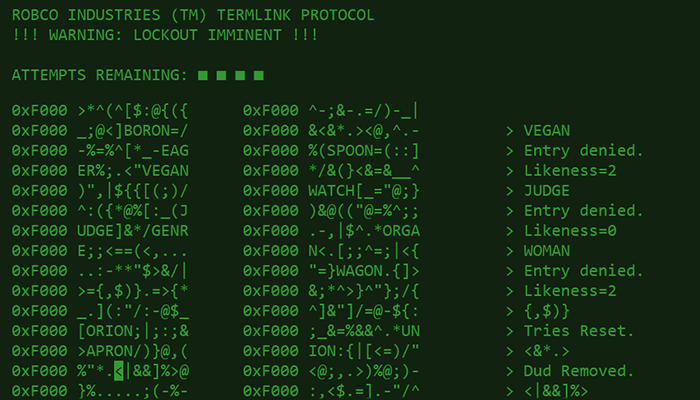 ROBCO INDUSTRIES (TM) TERMLINK PROTOCOL
!!! WARNING: LOCKOUT IMMINENT !!!
ATTEMPTS REMAINING: ■ ■ ■ ■
0xF000 >*^(^[$:@{({
0xF000 _;@<]BORON=/
0xF000 -%=%^[*_-EAG
0xF000 ER%;.<"VEGAN
0xF000 )",|${{[(;)/
0xF000 ^:({*@%[:_(J
0xF000 UDGE]&*/GENR
0xF000 E;;<==(<,...
0xF000 ..:-**"$>&/|
0xF000 >={,$)}.=>{*
0xF000 _.](:"/:-@$_
0xF000 [ORION;|;:;&
0xF000 >APRON/)}@,(
0xF000 %"*.<|&&]%>@
0xF000 }%.....;(-%-
0xF000 ^-;&-.=/)-_|
0xF000 &<&*.><@,^.-
0xF000 %(SPOON=(::]
0xF000 */&(}<&=&__^
0xF000 WATCH[_="@;}
0xF000 )&@(("@=%^;;
0xF000 .-,|$^.*ORGA
0xF000 N<.[;;^=;|<{
0xF000 "=}WAGON.{]>
0xF000 &;*^>}^"};/{
0xF000 ^]&"]/=@-${:
0xF000 ;_&=%&&^.*UN
0xF000 ION:{|[<=)/"
0xF000 <@;,.>)%@;)-
0xF000 :,<$.=].-"/^
> VEGAN
> Entry denied.
> Likeness=2
> JUDGE
> Entry denied.
> Likeness=0
> WOMAN
> Entry denied.
> Likeness=2
> {,$)}
> Tries Reset.
> <&*.>
> Dud Removed.
> <|&&]%>